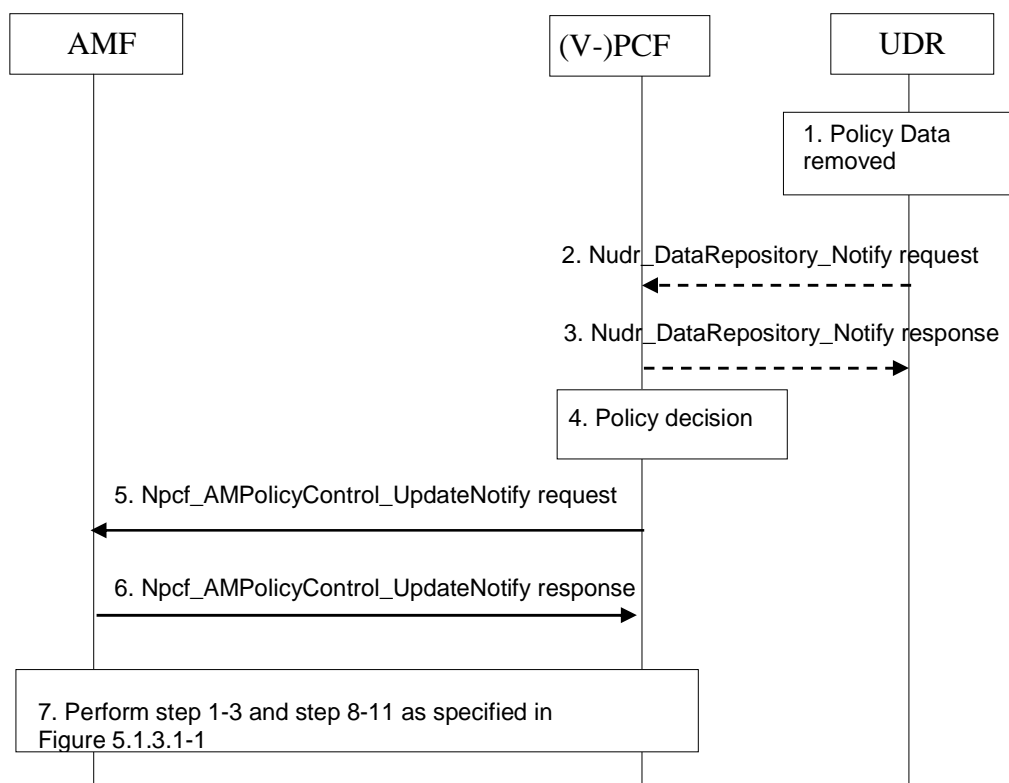 AMF
(V-)PCF
UDR
1. Policy Data
removed
2. Nudr_DataRepository_Notify request
3. Nudr_DataRepository_Notify response
4. Policy decision
5. Npcf_AMPolicyControl_UpdateNotify request
6. Npcf_AMPolicyControl_UpdateNotify response
7. Perform step 1-3 and step 8-11 as specified in
Figure 5.1.3.1-1